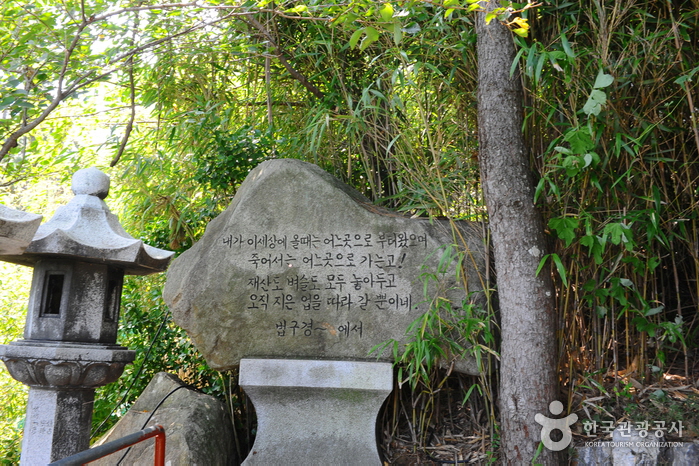 내가 이세상에 올때는 어느곳으로 부터왔으며
죽어서는 어느곳으로 가는고!
재산도 벼슬도 모두 놓아두고
오직 지은 업을 따라 갈 뿐이네.
법구경 에서
한국관광공사
KOREA TOURISM ORGANIZATION